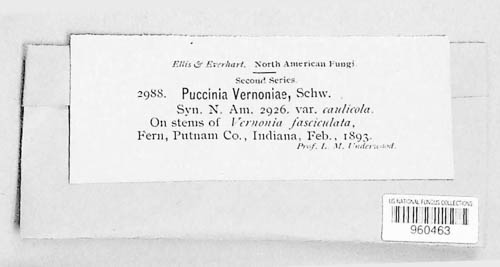 Ellis & Everhart. North American Fungi.
Second Series.
2988. Puccinia Vernoniae, Schw.
Syn. N. Am. 2926. var. caulicola.
On stems of Vernonia fasciculata,
Fern, Putnam Co., Indiana, Feb., 1893.
Prof. L. M. Underwood.
US NATIONAL FUNGUS COLLECTIONS
960463